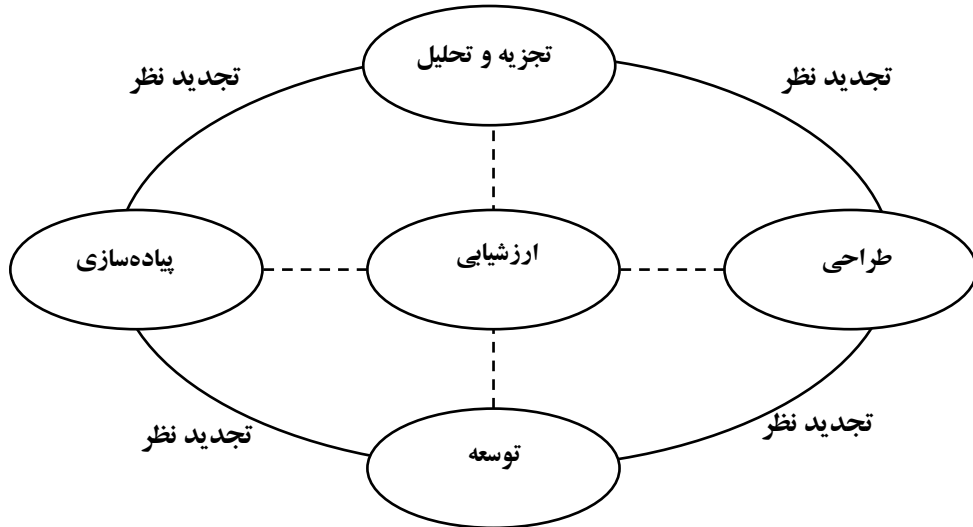 تجزیه و تحلیل
تجدید نظر
تجدید نظر
طراحی
ارزشیابی
پیاده‌سازی
تجدید نظر
تجدید نظر
توسعه